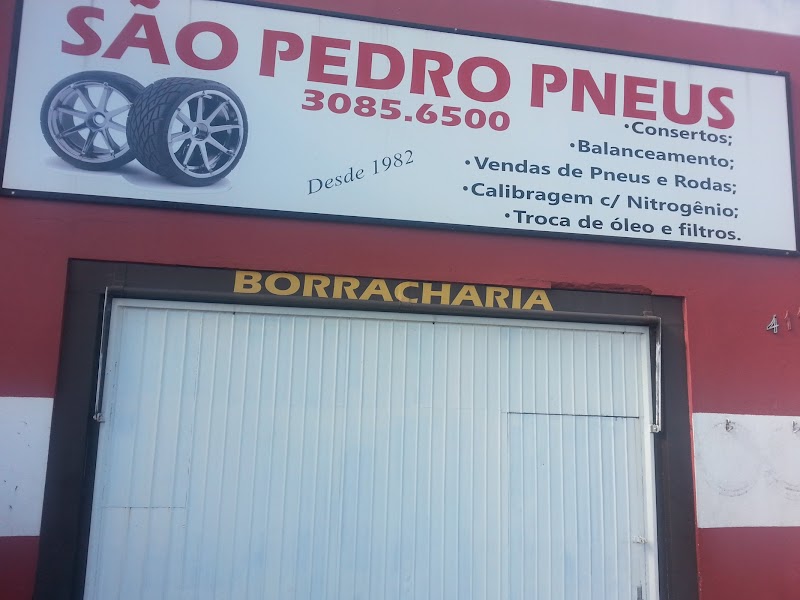 SÃO PEDRO PNEUS
3085.6500
Desde 1982
•Consertos;
•Balanceamento;
•Vendas de Pneus e Rodas;
•Calibragem c/ Nitrogênio;
•Troca de óleo e filtros.
BORRACHARIA